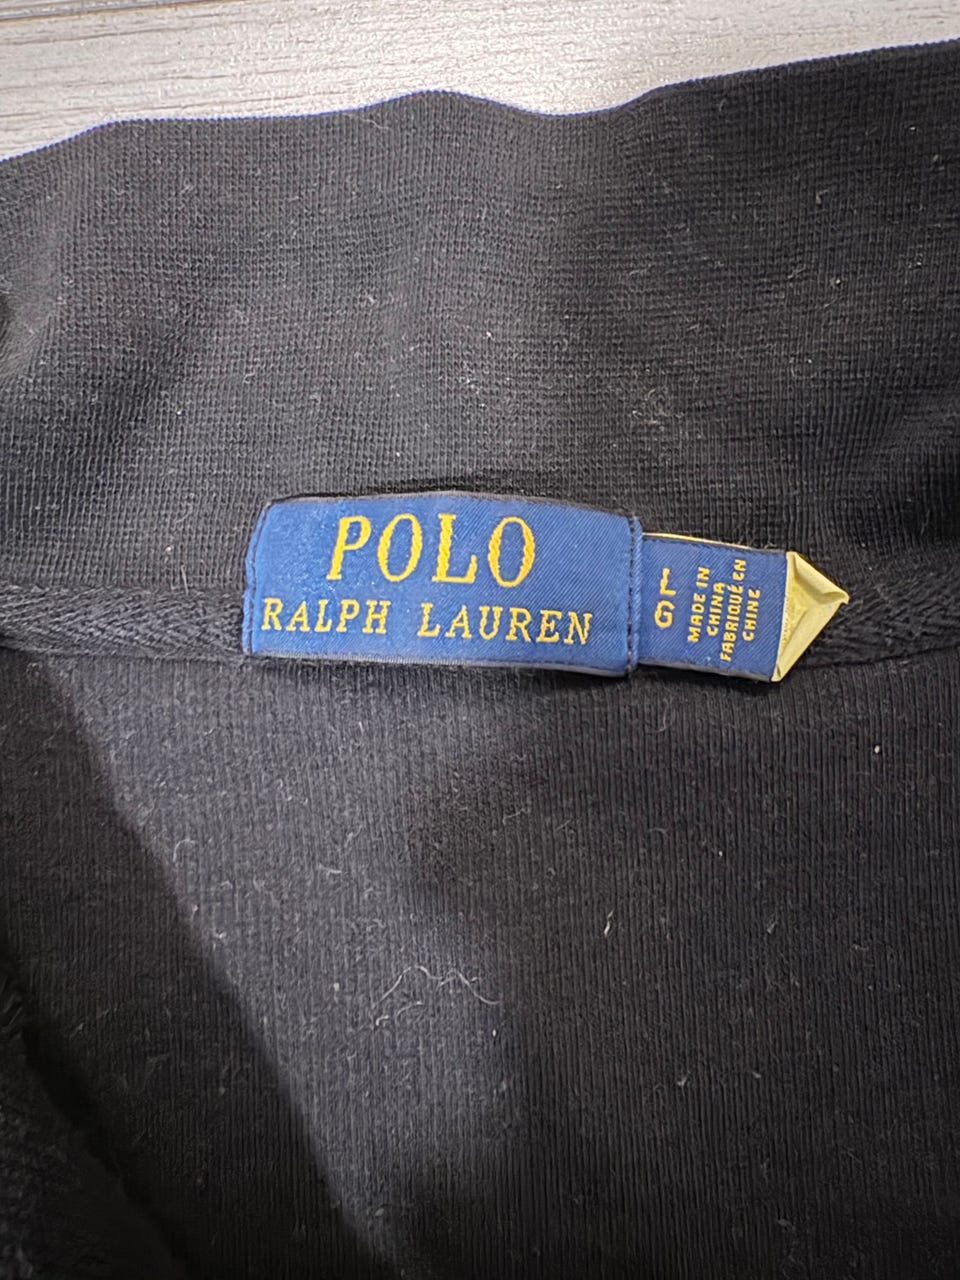 POLO
RALPH LAUREN
L
G
MADE IN
CHINA
FABRIQUÉ EN
CHINE